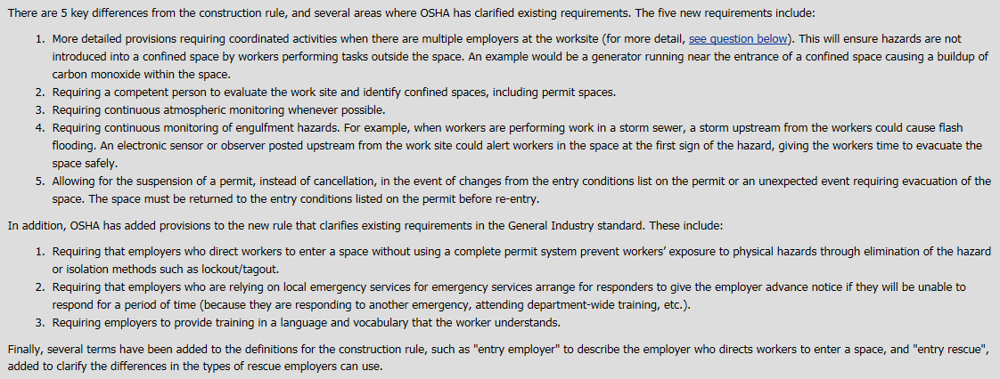 There are 5 key differences from the construction rule, and several areas where OSHA has clarified existing requirements. The five new requirements include:
1. More detailed provisions requiring coordinated activities when there are multiple employers at the worksite (for more detail, see question below). This will ensure hazards are not
introduced into a confined space by workers performing tasks outside the space. An example would be a generator running near the entrance of a confined space causing a buildup of
carbon monoxide within the space.
2. Requiring a competent person to evaluate the work site and identify confined spaces, including permit spaces.
3. Requiring continuous atmospheric monitoring whenever possible.
4. Requiring continuous monitoring of engulfment hazards. For example, when workers are performing work in a storm sewer, a storm upstream from the workers could cause flash
flooding. An electronic sensor or observer posted upstream from the work site could alert workers in the space at the first sign of the hazard, giving the workers time to evacuate the
space safely.
5. Allowing for the suspension of a permit, instead of cancellation, in the event of changes from the entry conditions list on the permit or an unexpected event requiring evacuation of the
space. The space must be returned to the entry conditions listed on the permit before re-entry.
In addition, OSHA has added provisions to the new rule that clarifies existing requirements in the General Industry standard. These include:
1. Requiring that employers who direct workers to enter a space without using a complete permit system prevent workers' exposure to physical hazards through elimination of the hazard
or isolation methods such as lockout/tagout.
2. Requiring that employers who are relying on local emergency services for emergency services arrange for responders to give the employer advance notice if they will be unable to
respond for a period of time (because they are responding to another emergency, attending department-wide training, etc.).
3. Requiring employers to provide training in a language and vocabulary that the worker understands.
Finally, several terms have been added to the definitions for the construction rule, such as "entry employer" to describe the employer who directs workers to enter a space, and "entry rescue",
added to clarify the differences in the types of rescue employers can use.